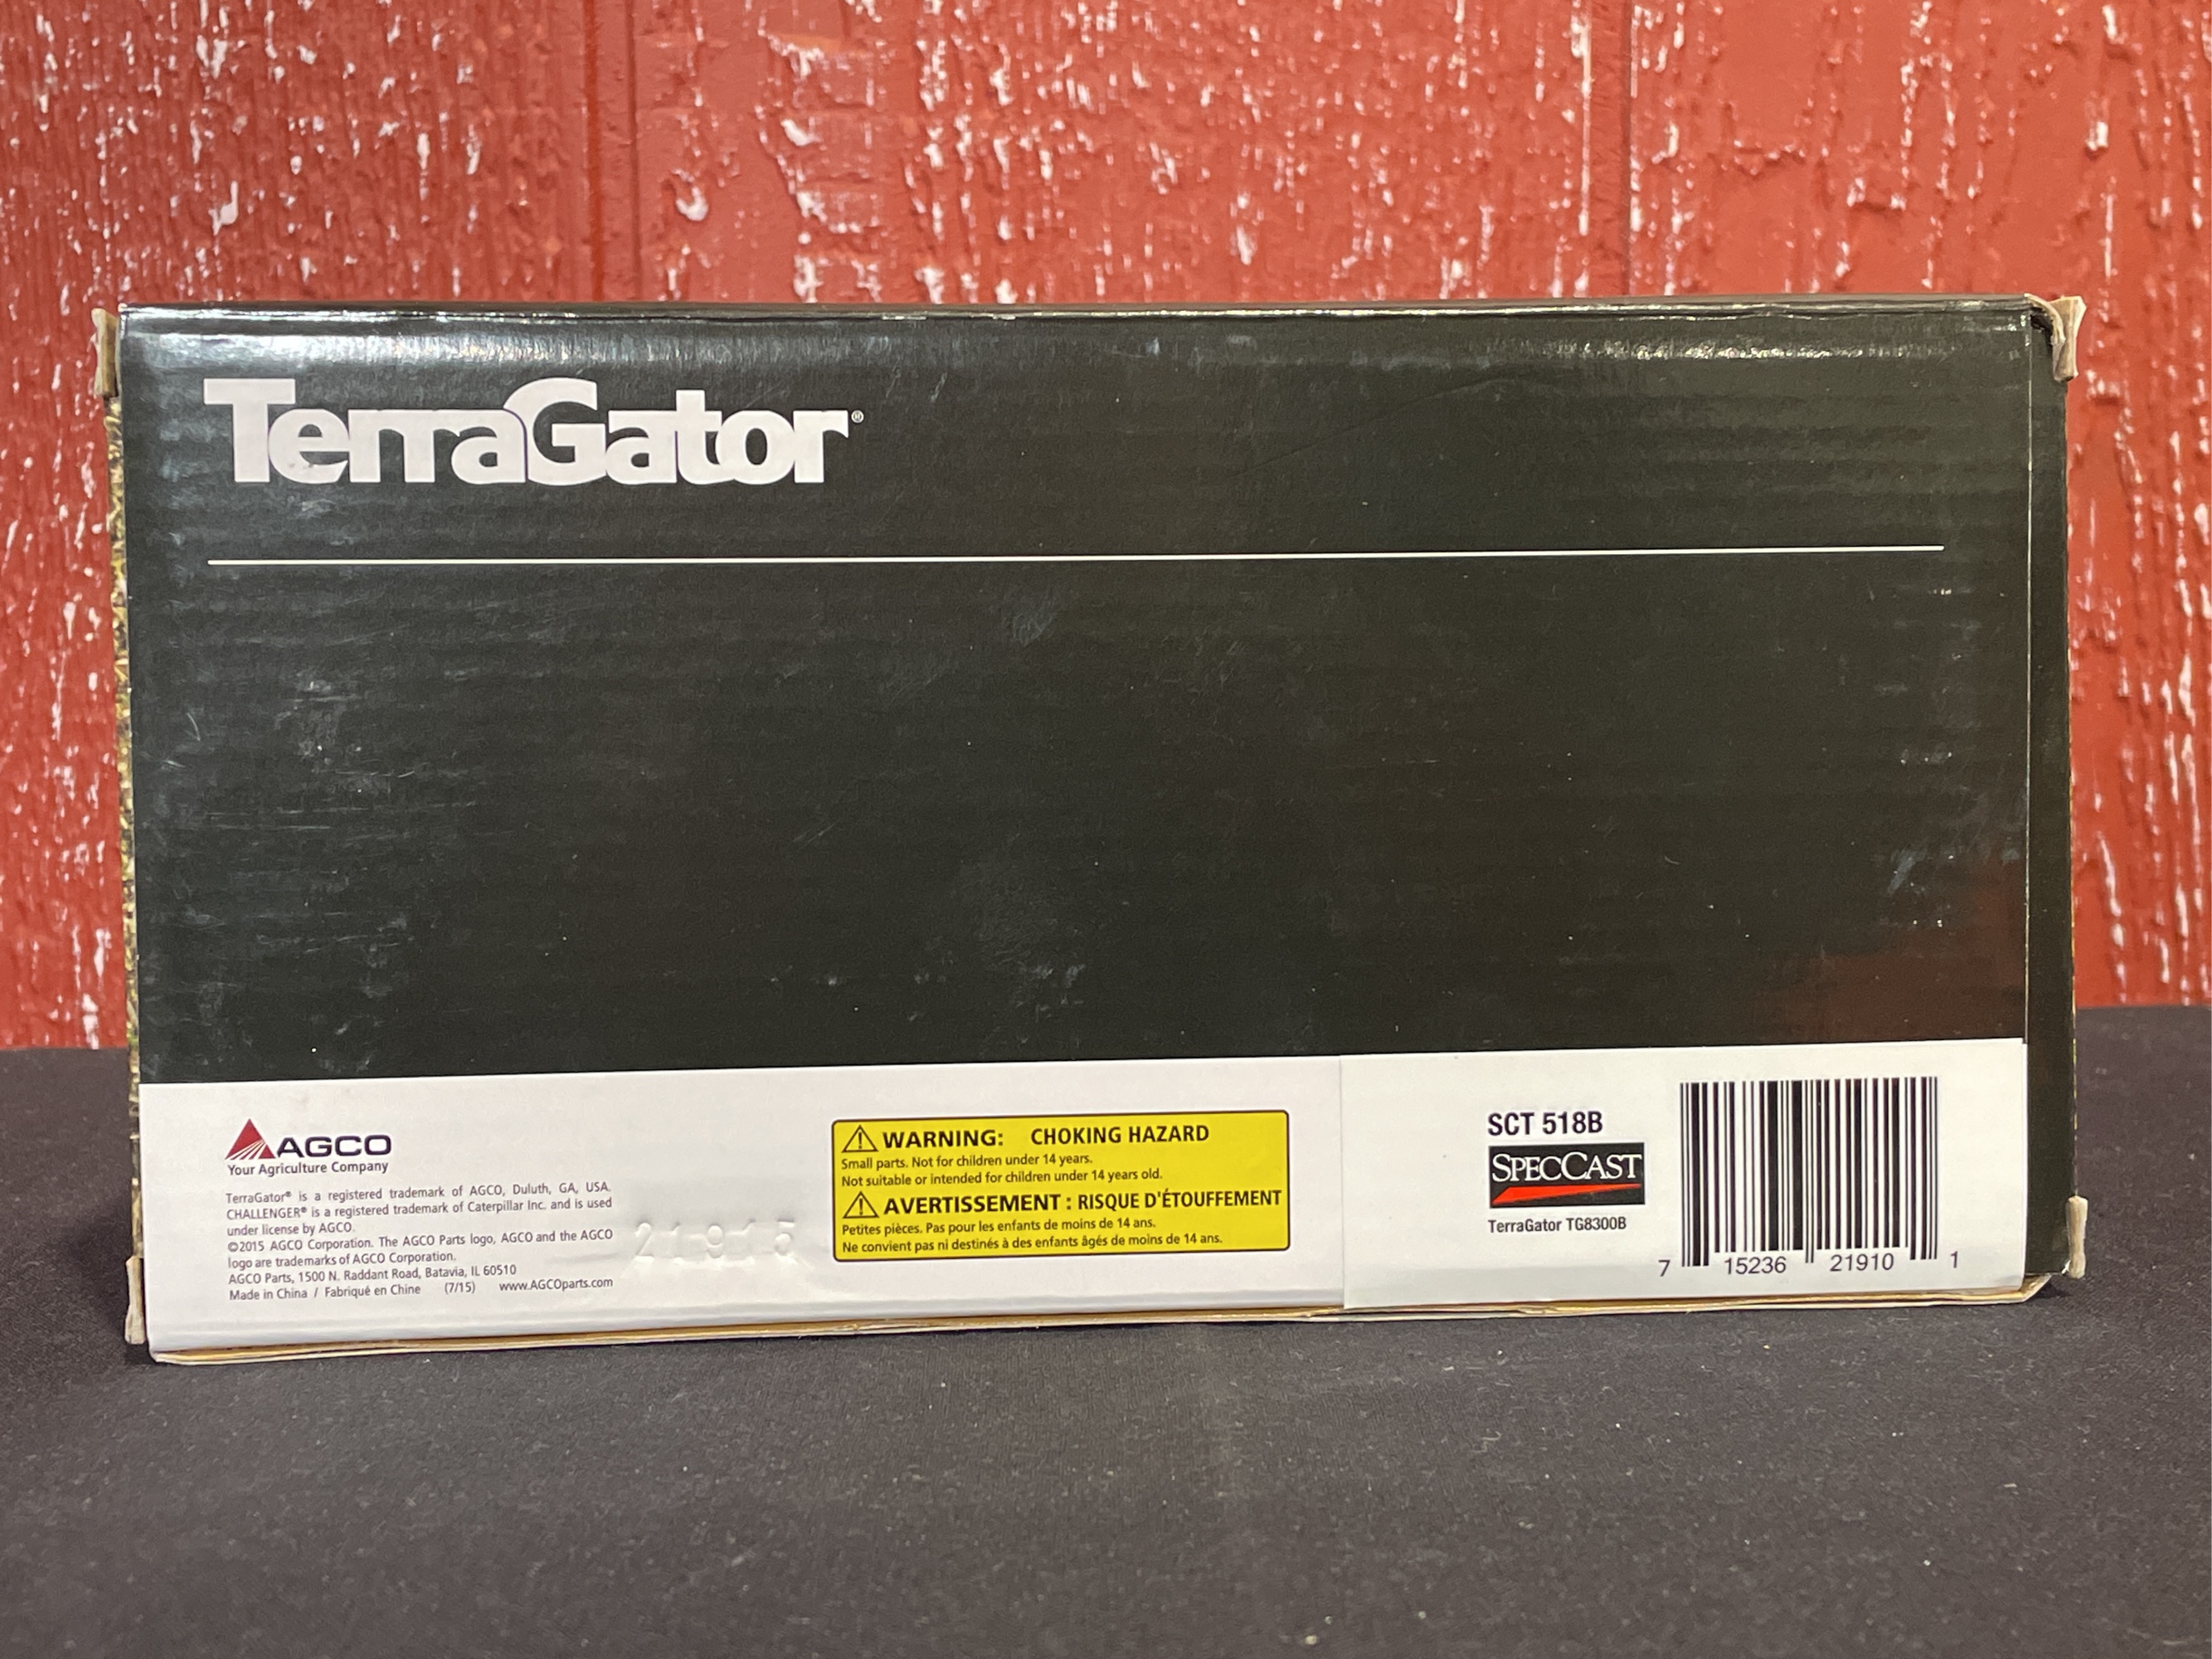 TerraGator®
AGCO
Your Agriculture Company
TerraGator® is a registered trademark of AGCO, Duluth, GA, USA.
CHALLENGER® is a registered trademark of Caterpillar Inc. and is used
under license by AGCO.
©2015 AGCO Corporation. The AGCO Parts logo, AGCO and the AGCO
logo are trademarks of AGCO Corporation.
AGCO Parts, 1500 N. Raddant Road, Batavia, IL 60510
Made in China / Fabriqué en Chine (7/15) www.AGCOparts.com
21915
WARNING: CHOKING HAZARD
Small parts. Not for children under 14 years.
Not suitable or intended for children under 14 years old.
AVERTISSEMENT : RISQUE D'ÉTOUFFEMENT
Petites pièces. Pas pour les enfants de moins de 14 ans.
Ne convient pas ni destinés à des enfants âgés de moins de 14 ans.
SCT 518B
SPECCAST
TerraGator TG8300B
7 15236 21910 1